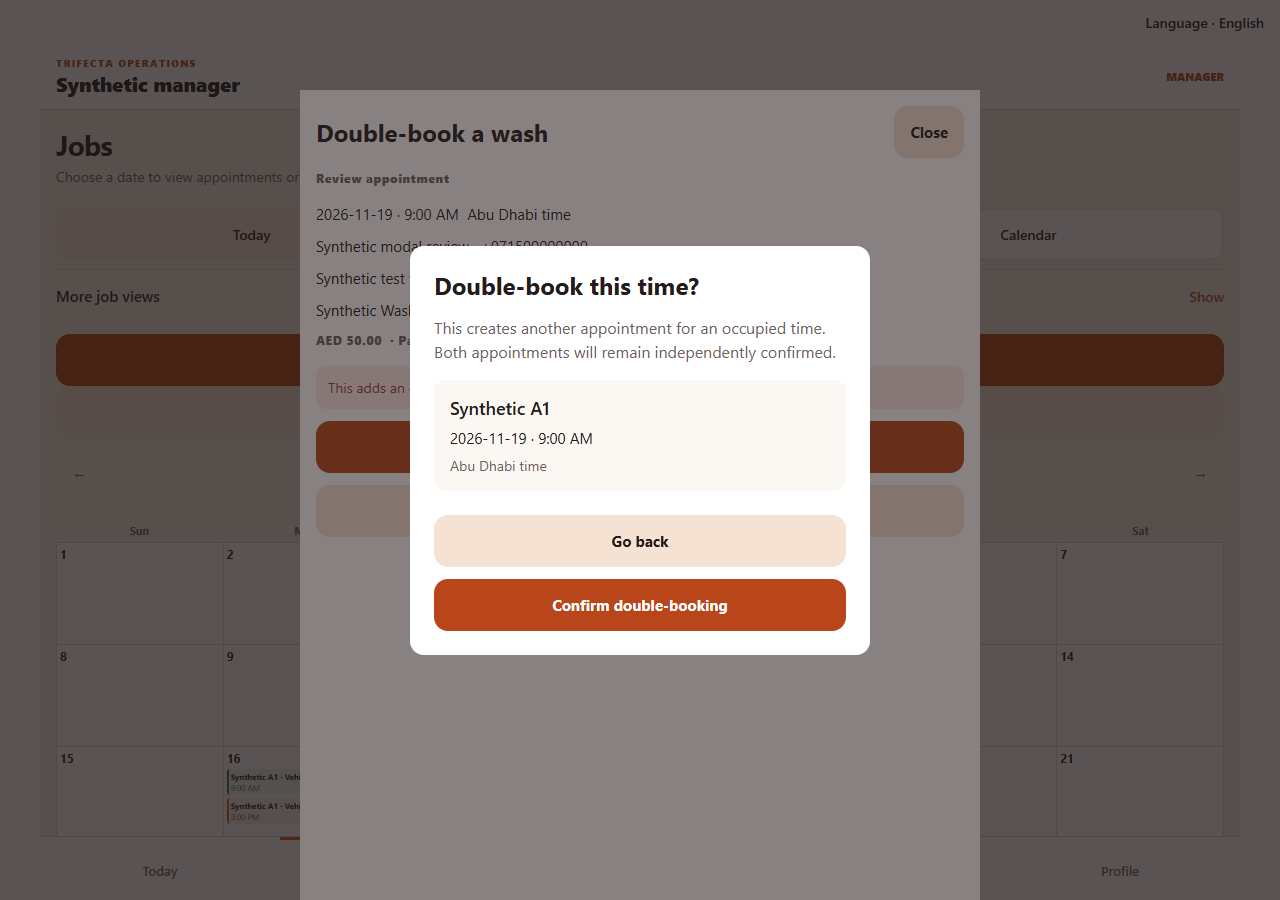 Language · English
TRIFECTA OPERATIONS
Synthetic manager
MANAGER
Jobs
Choose a date to view appointments or
Today
Calendar
More job views
Show
←
→
Sun
Sat
1
2
7
8
9
14
15
16
21
Synthetic A1 · Vehi
9:00 AM
Synthetic A1 · Vehi
3:00 PM
Today
Profile
Double-book a wash
Close
Review appointment
2026-11-19 · 9:00 AM Abu Dhabi time
Synthetic modal review
Synthetic test
Synthetic Wash
AED 50.00 ·
This adds an
Double-book this time?
This creates another appointment for an occupied time.
Both appointments will remain independently confirmed.
Synthetic A1
2026-11-19 · 9:00 AM
Abu Dhabi time
Go back
Confirm double-booking